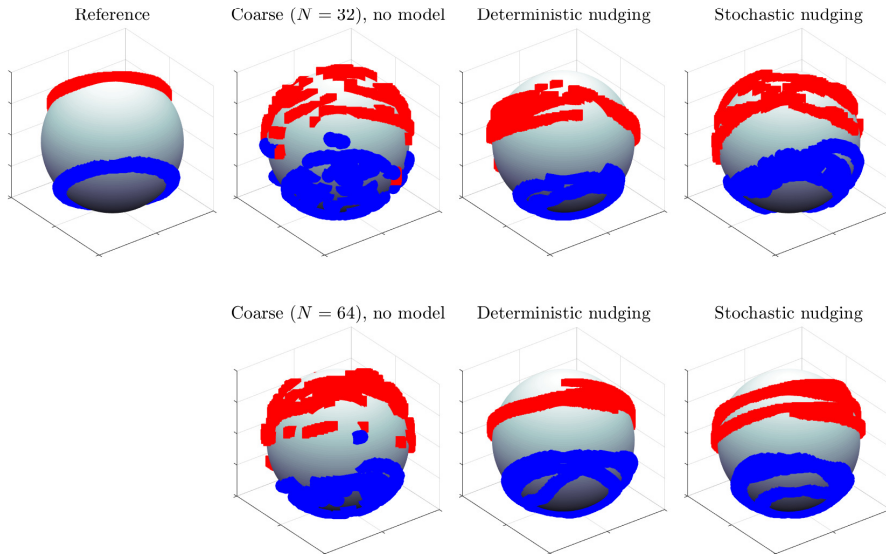 Reference
Coarse (N = 32), no model
Deterministic nudging
Stochastic nudging
Coarse (N = 64), no model
Deterministic nudging
Stochastic nudging